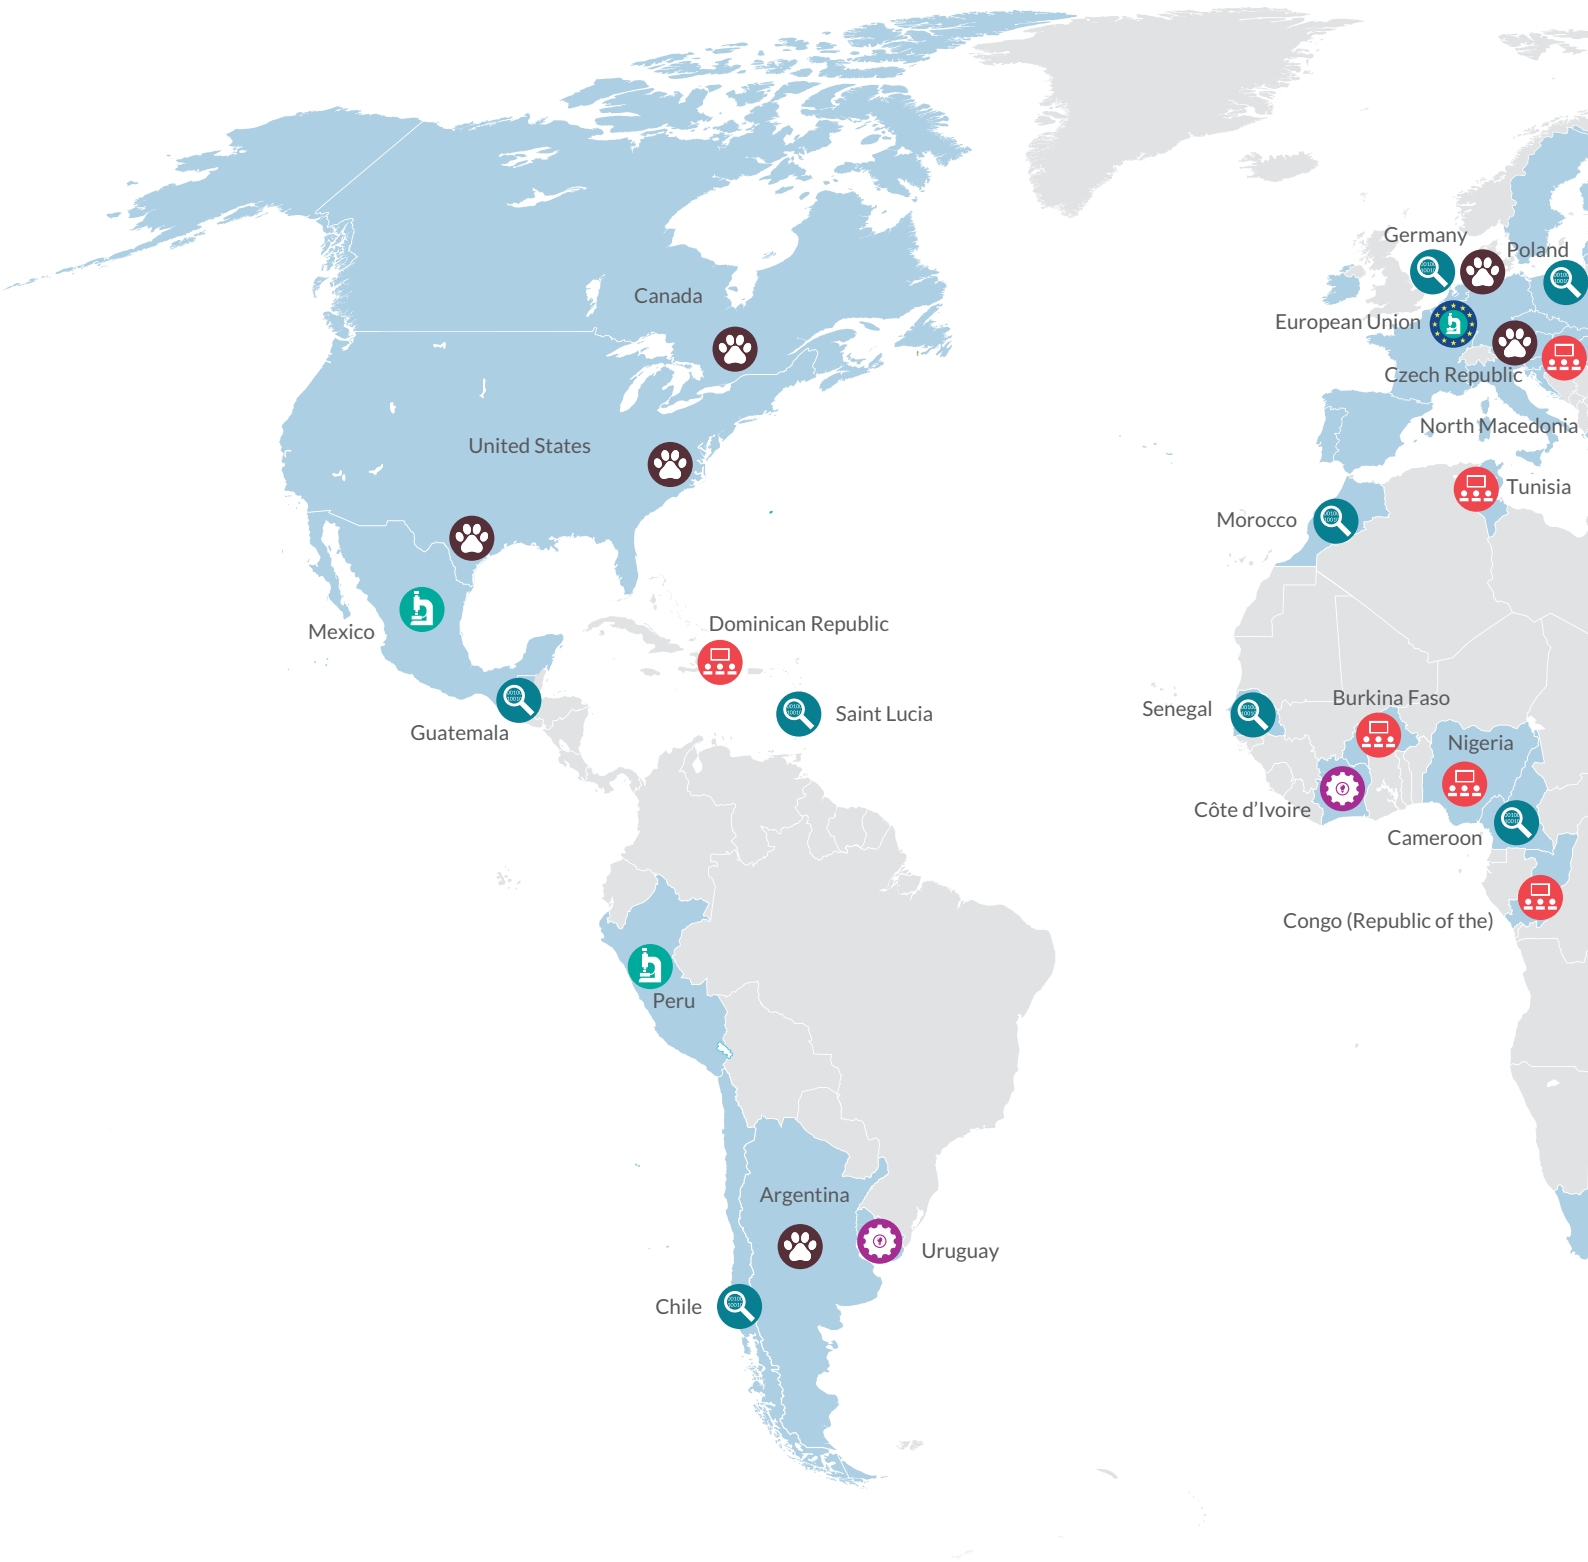 Germany
Poland
Canada
European Union
Czech Republic
North Macedonia
United States
Tunisia
Morocco
Dominican Republic
Mexico
Burkina Faso
Senegal
Saint Lucia
Guatemala
Nigeria
Côte d’Ivoire
Cameroon
Congo (Republic of the)
Peru
Argentina
Uruguay
Chile